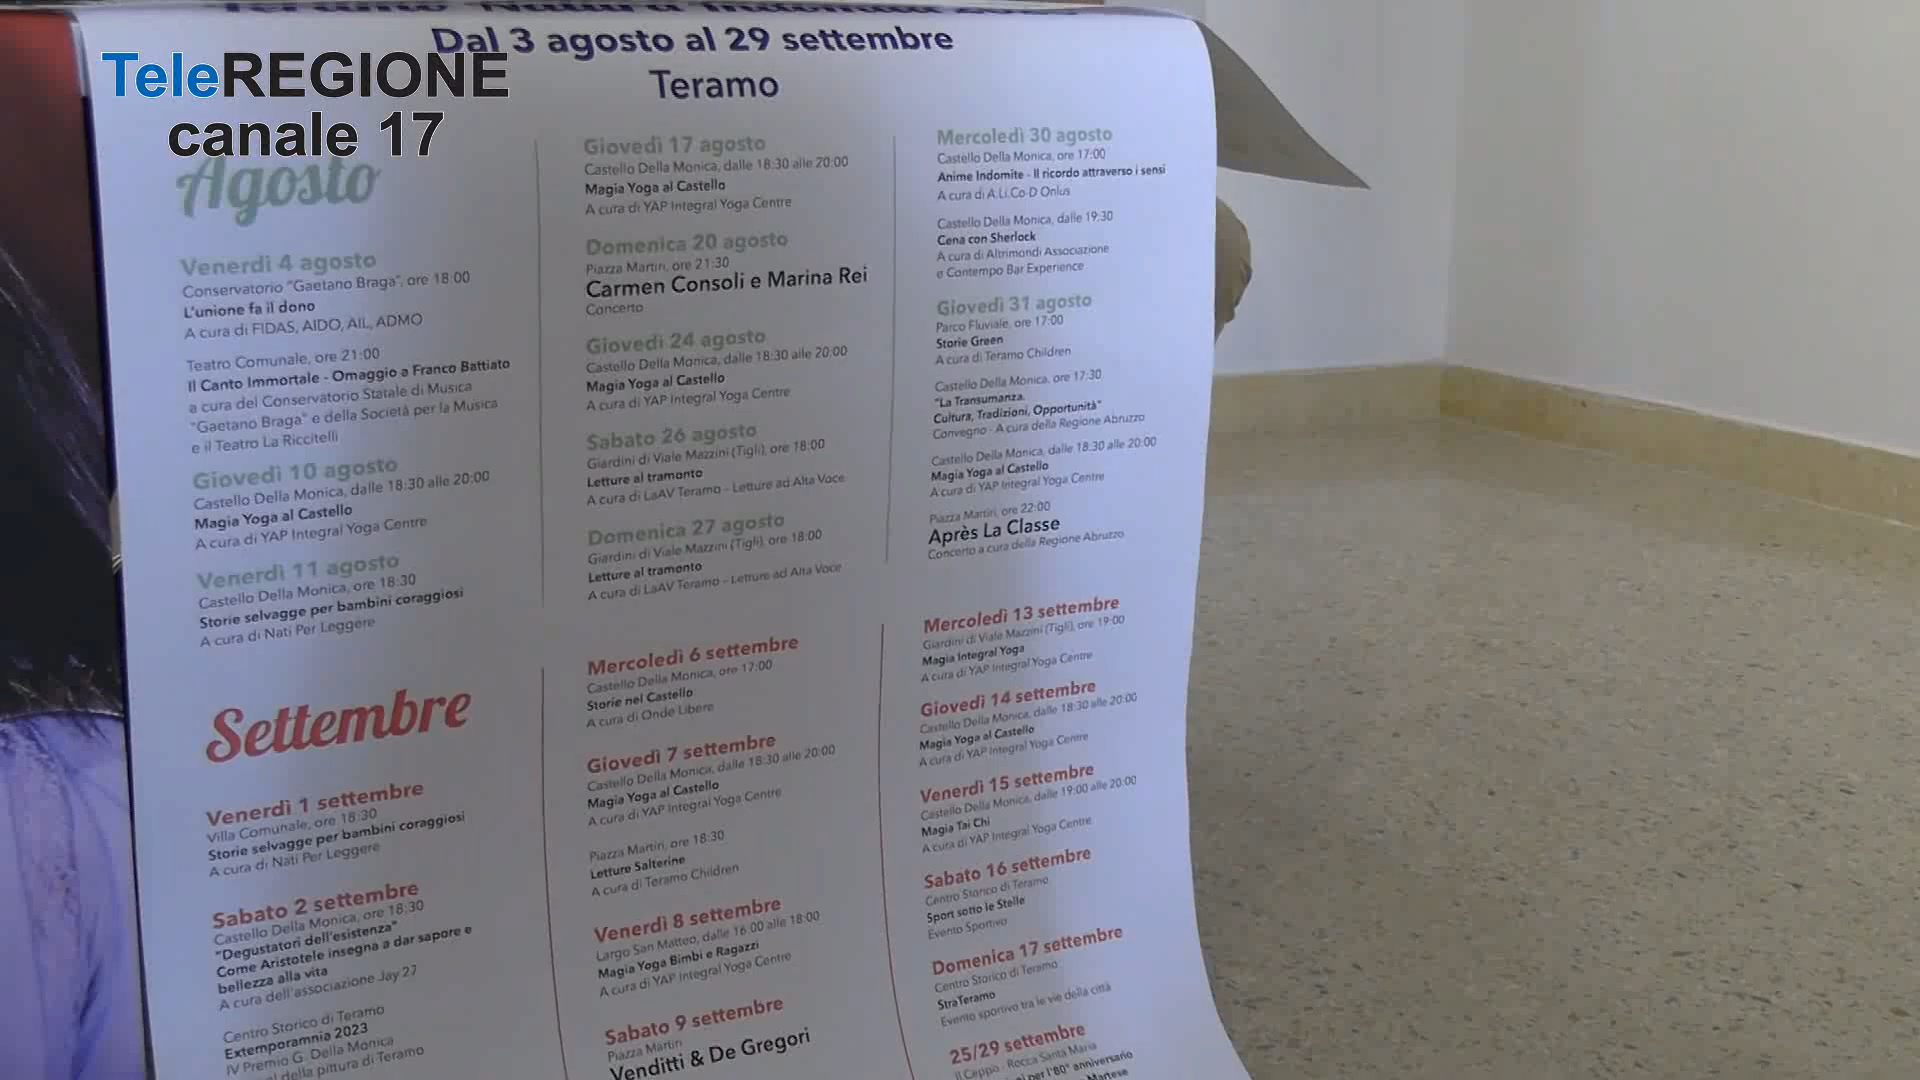 TeleREGIONE
canale 17
Dal 3 agosto al 29 settembre
Teramo
Agosto
Venerdì 4 agosto
Conservatorio "Gaetano Braga", ore 18:00
L'unione fa il dono
A cura di FIDAS, AIDO, AIL, ADMO
Teatro Comunale, ore 21:00
Il Canto Immortale - Omaggio a Franco Battiato
a cura del Conservatorio Statale di Musica
"Gaetano Braga" e della Società per la Musica
e il Teatro La Riccitelli
Giovedì 10 agosto
Castello Della Monica, dalle 18:30 alle 20:00
Magia Yoga al Castello
A cura di YAP Integral Yoga Centre
Venerdì 11 agosto
Castello Della Monica, ore 18:30
Storie selvagge per bambini coraggiosi
A cura di Nati Per Leggere
Giovedì 17 agosto
Castello Della Monica, dalle 18:30 alle 20:00
Magia Yoga al Castello
A cura di YAP Integral Yoga Centre
Domenica 20 agosto
Piazza Martiri, ore 21:30
Carmen Consoli e Marina Rei
Concerto
Giovedì 24 agosto
Castello Della Monica, dalle 18:30 alle 20:00
Magia Yoga al Castello
A cura di YAP Integral Yoga Centre
Sabato 26 agosto
Giardini di Viale Mazzini (Tigli), ore 18:00
Letture al tramonto
A cura di LaAV Teramo - Letture ad Alta Voce
Domenica 27 agosto
Giardini di Viale Mazzini (Tigli), ore 18:00
Letture al tramonto
A cura di LaAV Teramo - Letture ad Alta Voce
Mercoledì 30 agosto
Castello Della Monica, ore 17:00
Anime Indomite - Il ricordo attraverso i sensi
A cura di A.Li.Co-D Onlus
Castello Della Monica, dalle 19:30
Cena con Sherlock
A cura di Altrimondi Associazione
e Contempo Bar Experience
Giovedì 31 agosto
Parco Fluviale, ore 17:00
Storie Green
A cura di Teramo Children
Castello Della Monica, ore 17:30
"La Transumanza.
Cultura, Tradizioni, Opportunità"
Convegno - A cura della Regione Abruzzo
Castello Della Monica, dalle 18:30 alle 20:00
Magia Yoga al Castello
A cura di YAP Integral Yoga Centre
Piazza Martiri, ore 22:00
Après La Classe
Concerto a cura della Regione Abruzzo
Settembre
Venerdì 1 settembre
Villa Comunale, ore 18:30
Storie selvagge per bambini coraggiosi
A cura di Nati Per Leggere
Sabato 2 settembre
Castello Della Monica, ore 18:30
"Degustatori dell'esistenza"
Come Aristotele insegna a dar sapore e
bellezza alla vita
A cura dell'associazione Jay 27
Centro Storico di Teramo
Extemporamnia 2023
IV Premio G. Della Monica
della pittura di Teramo
Mercoledì 6 settembre
Castello Della Monica, ore 17:00
Storie nel Castello
A cura di Onde Libere
Giovedì 7 settembre
Castello Della Monica, dalle 18:30 alle 20:00
Magia Yoga al Castello
A cura di YAP Integral Yoga Centre
Piazza Martiri, ore 18:30
Letture Salterine
A cura di Teramo Children
Venerdì 8 settembre
Largo San Matteo, dalle 16:00 alle 18:00
Magia Yoga Bimbi e Ragazzi
A cura di YAP Integral Yoga Centre
Sabato 9 settembre
Piazza Martiri
Venditti & De Gregori
Mercoledì 13 settembre
Giardini di Viale Mazzini (Tigli), ore 19:00
Magia Integral Yoga
A cura di YAP Integral Yoga Centre
Giovedì 14 settembre
Castello Della Monica, dalle 18:30 alle 20:00
Magia Yoga al Castello
A cura di YAP Integral Yoga Centre
Venerdì 15 settembre
Castello Della Monica, dalle 19:00 alle 20:00
Magia Tai Chi
A cura di YAP Integral Yoga Centre
Sabato 16 settembre
Centro Storico di Teramo
Sport sotto le Stelle
Evento Sportivo
Domenica 17 settembre
Centro Storico di Teramo
StraTeramo
Evento sportivo tra le vie della città
25/29 settembre
Il Ceppo - Rocca Santa Maria
per l'80° anniversario
Martese